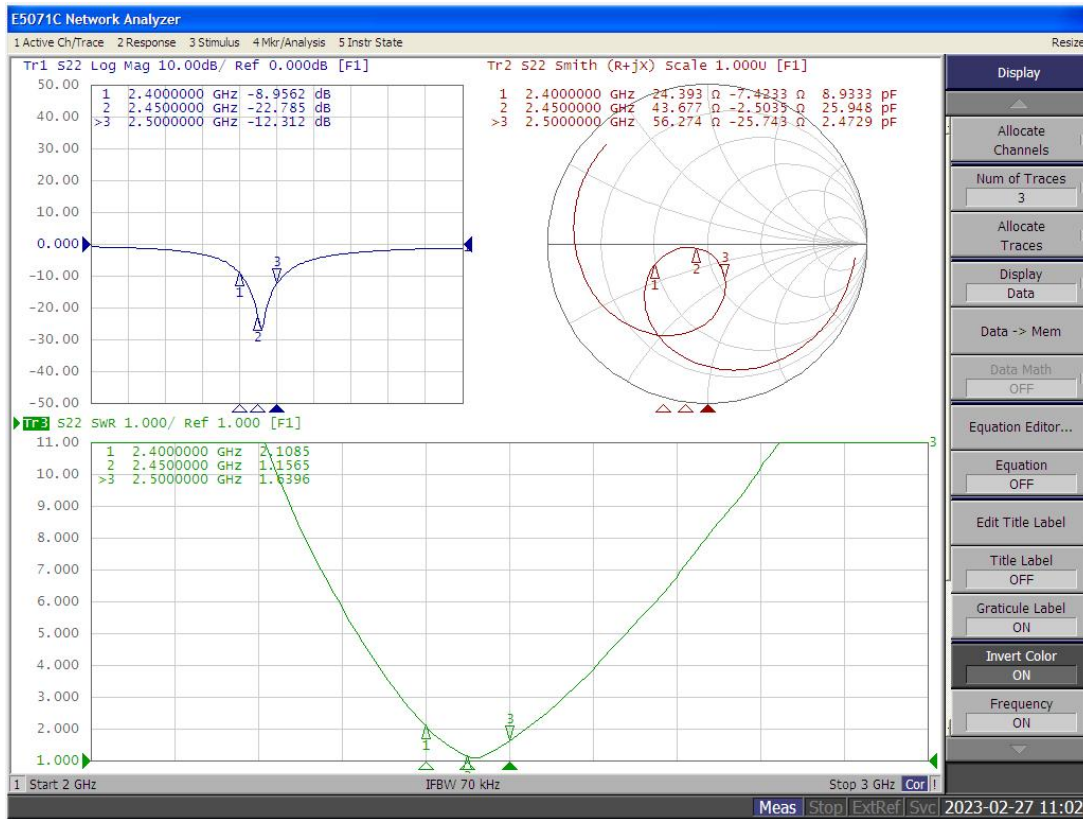 E5071C Network Analyzer
1 Active Ch/Trace 2 Response 3 Stimulus 4 Mkr/Analysis 5 Instr State
Resize
Tr1 S22 Log Mag 10.00dB/ Ref 0.000dB [F1]
50.00
40.00
30.00
20.00
10.00
0.000
-10.00
-20.00
-30.00
-40.00
-50.00
1 2.4000000 GHz -8.9562 dB
2 2.4500000 GHz -22.785 dB
>3 2.5000000 GHz -12.312 dB
1
2
3
Tr2 S22 Smith (R+jX) Scale 1.000U [F1]
1 2.4000000 GHz 24.393 Ω -7.4233 Ω 8.9333 pF
2 2.4500000 GHz 43.677 Ω -2.5035 Ω 25.948 pF
>3 2.5000000 GHz 56.274 Ω -25.743 Ω 2.4729 pF
1
2
3
Tr3 S22 SWR 1.000/ Ref 1.000 [F1]
11.00
10.00
9.000
8.000
7.000
6.000
5.000
4.000
3.000
2.000
1.000
1 2.4000000 GHz 2.1085
2 2.4500000 GHz 1.1565
>3 2.5000000 GHz 1.6396
3
1
3
1 Start 2 GHz
IFBW 70 kHz
Stop 3 GHz Cor !
Meas Stop ExtRef Svc 2023-02-27 11:02
Display
Allocate
Channels
Num of Traces
3
Allocate
Traces
Display
Data
Data -> Mem
Data Math
OFF
Equation Editor...
Equation
OFF
Edit Title Label
Title Label
OFF
Graticule Label
ON
Invert Color
ON
Frequency
ON